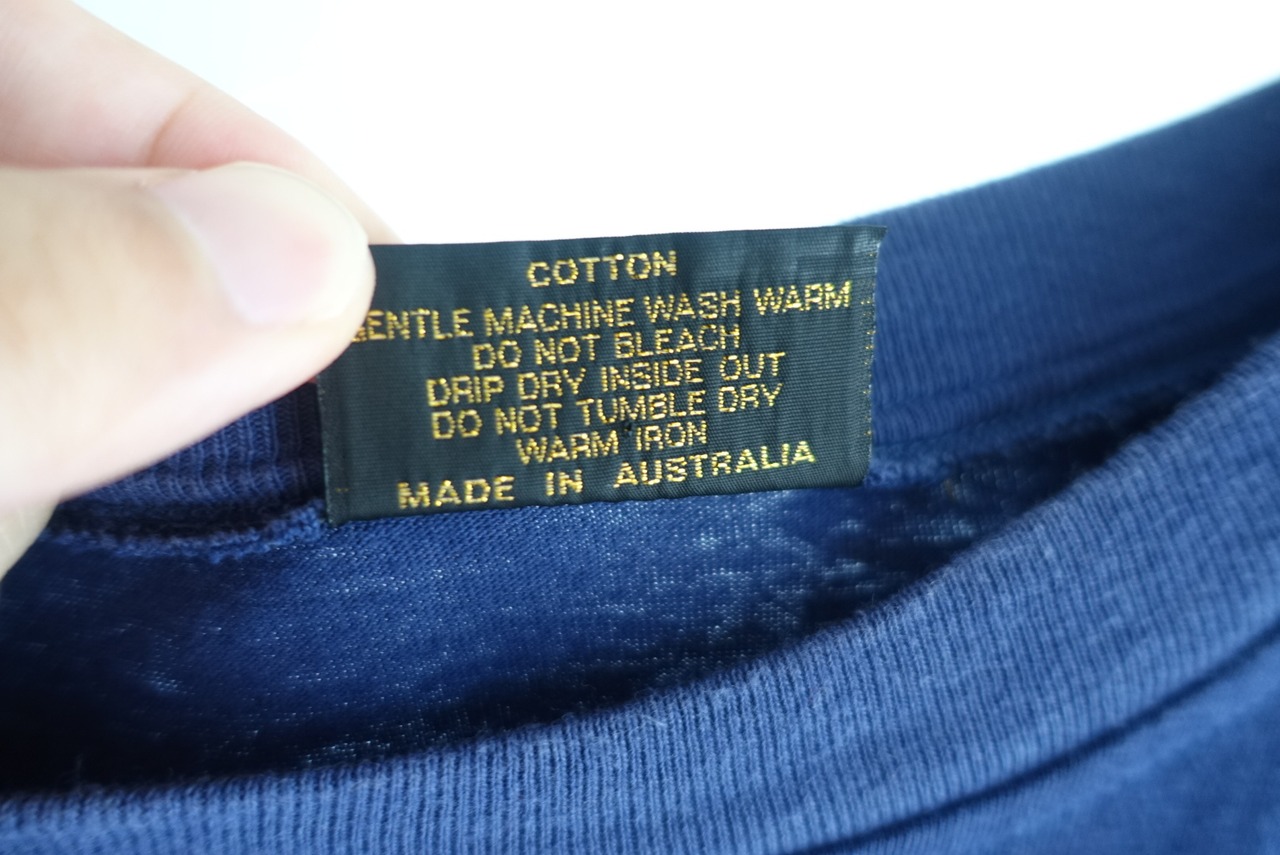 COTTON
GENTLE MACHINE WASH WARM
DO NOT BLEACH
DRIP DRY INSIDE OUT
DO NOT TUMBLE DRY
WARM IRON
MADE IN AUSTRALIA